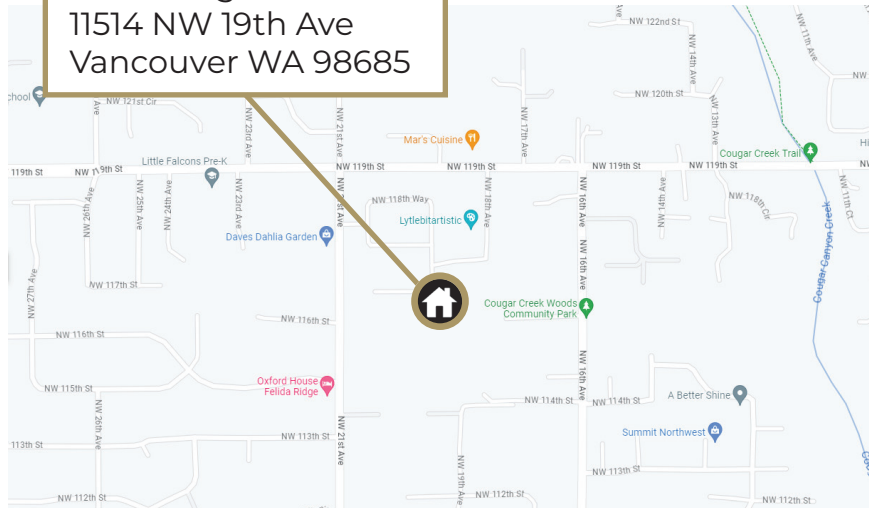 11514 NW 19th Ave
Vancouver WA 98685
NW 122nd St
NW 11th Ave
NW 14th Ave
NW 120th St
NW 13th Ave
NW 121st Cir
NW 23rd Ave
NW 21st Ave
NW 17th Ave
Mar's Cuisine
Cougar Creek Trail
Little Falcons Pre-K
119th St
NW 119th St
NW 119th St
NW 119th St
NW 119th St
NW 26th Ave
NW 25th Ave
NW 24th Ave
NW 23rd Ave
NW 118th Way
NW 18th Ave
NW 16th Ave
NW 14th Ave
NW 118th Cir
NW 11th Ct
Lytlebitartistic
Daves Dahlia Garden
NW 16th Ave
Cougar Canyon Creek
NW 27th Ave
NW 117th St
Cougar Creek Woods
Community Park
NW 116th St
NW 116th St
Oxford House
Felida Ridge
NW 115th St
NW 16th Ave
A Better Shine
NW 114th St
NW 114th St
NW 26th Ave
NW 21st Ave
Summit Northwest
113th St
NW 113th St
NW 19th Ave
NW 113th St
NW 112th St
NW 112th St
NW 112th St